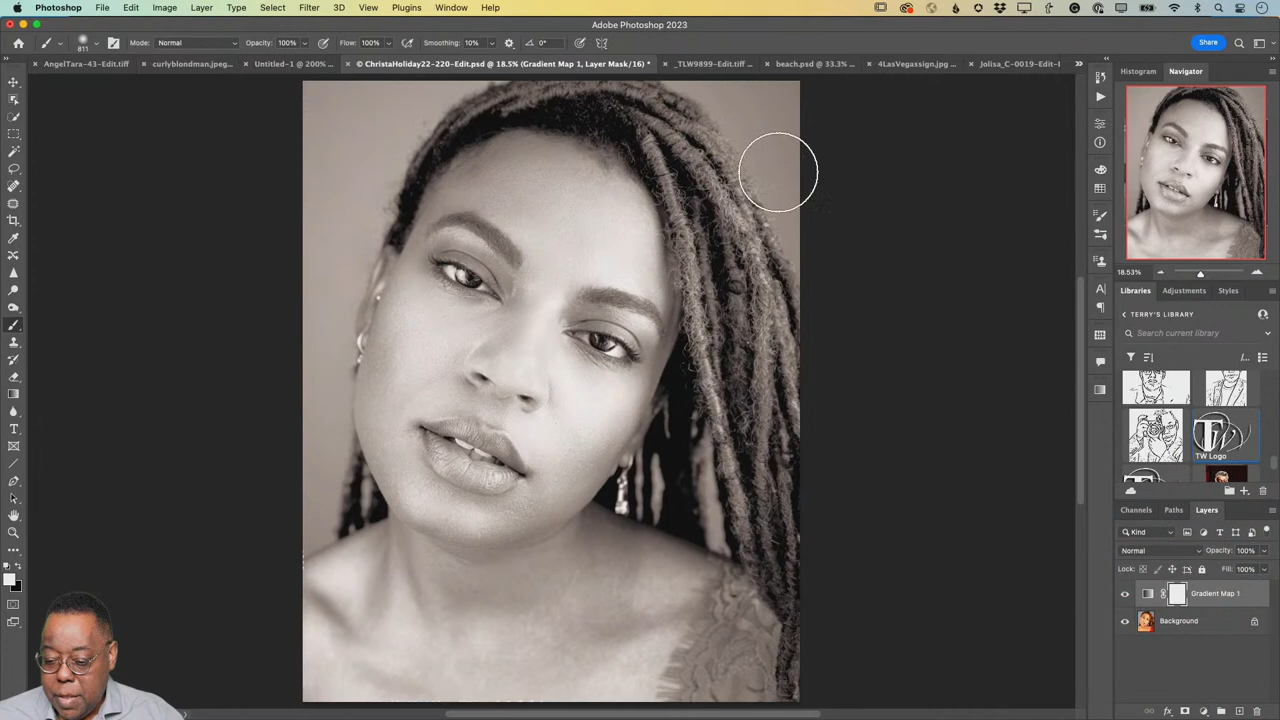 Photoshop File Edit Image Layer Type Select Filter 3D View Plugins Window Help
Adobe Photoshop 2023
811 Mode: Normal Opacity: 100% Flow: 100% Smoothing: 10% 0° Share
AngelTara-43-Edit.tiff curlyblondman.jpeg... Untitled-1 @ 200% ... © ChristaHoliday22-220-Edit.psd @ 18.5% (Gradient Map 1, Layer Mask/16) * _TLW9899-Edit.tiff ... beach.psd @ 33.3% ... 4LasVegassign.jpg ... Jolisa_C-0019-Edit-
Histogram Navigator
18.53%
Libraries Adjustments Styles
TERRY'S LIBRARY
Search current library
TW Logo
Channels Paths Layers
Kind
Normal Opacity: 100%
Lock: Fill: 100%
Gradient Map 1
Background